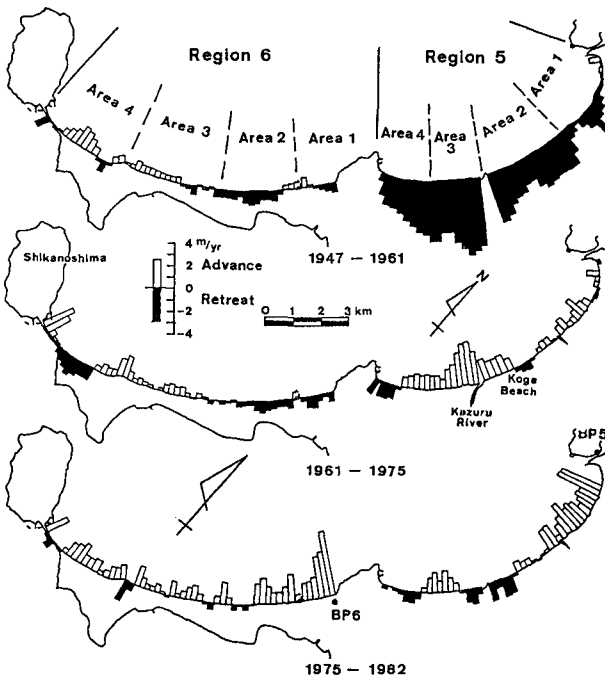 Region 6
Region 5
Area 4
Area 3
Area 2
Area 1
Area 4
Area 3
Area 2
Area 1
1947 – 1961
Shikanoshima
4 m/yr
2 Advance
0
-2 Retreat
-4
0 1 2 3 km
N
Koga Beach
Kazuru River
1961 – 1975
BP5
BP6
1975 – 1982